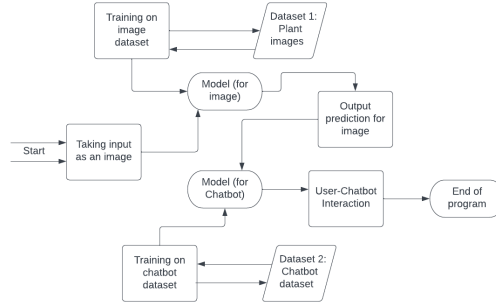 Training on
image
dataset
Dataset 1:
Plant
images
Model (for
image)
Output
prediction for
image
Start
Taking input
as an image
Model (for
Chatbot)
User-Chatbot
Interaction
End of
program
Training on
chatbot
dataset
Dataset 2:
Chatbot
dataset